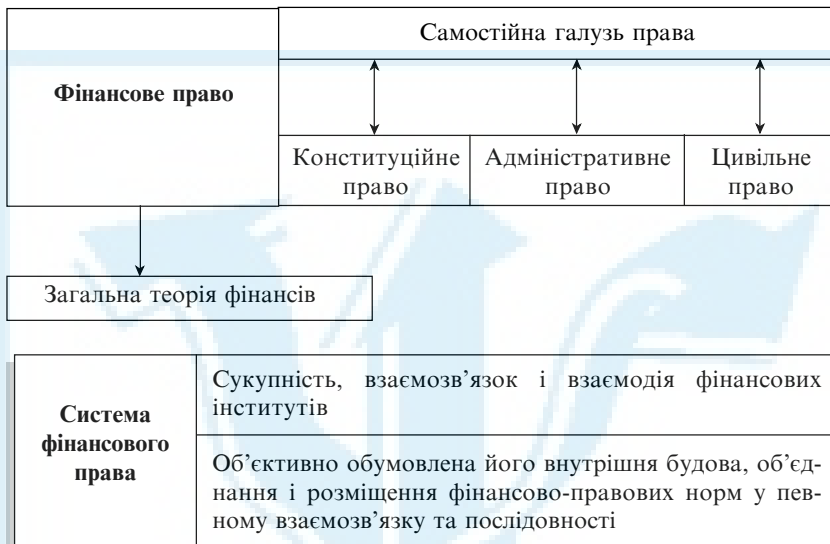 Самостійна галузь права
Фінансове право
Конституційне право
Адміністративне право
Цивільне право
Загальна теорія фінансів
Система
фінансового
права
Сукупність, взаємозв'язок і взаємодія фінансових
інститутів
Об'єктивно обумовлена його внутрішня будова, об'єд-
нання і розміщення фінансово-правових норм у пев-
ному взаємозв'язку та послідовності